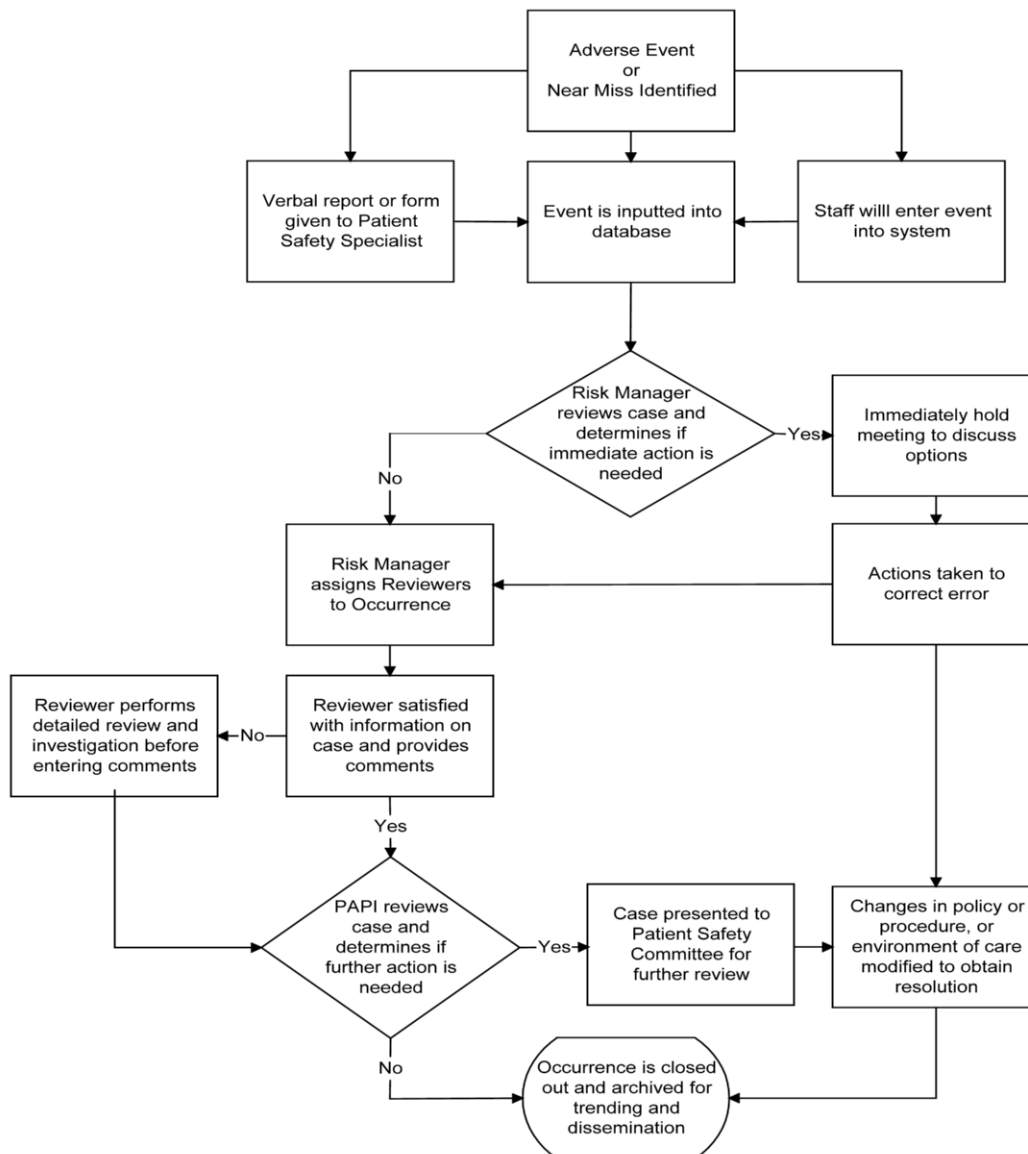 Adverse Event
or
Near Miss Identified
Verbal report or form
given to Patient
Safety Specialist
Event is inputted into
database
Staff willl enter event
into system
Risk Manager
reviews case and
determines if
immediate action is
needed
Yes
Immediately hold
meeting to discuss
options
No
Risk Manager
assigns Reviewers
to Occurrence
Actions taken to
correct error
Reviewer performs
detailed review and
investigation before
entering comments
No
Reviewer satisfied
with information on
case and provides
comments
Yes
PAPI reviews
case and
determines if
further action is
needed
Yes
Case presented to
Patient Safety
Committee for
further review
Changes in policy or
procedure, or
environment of care
modified to obtain
resolution
No
Occurrence is closed
out and archived for
trending and
dissemination